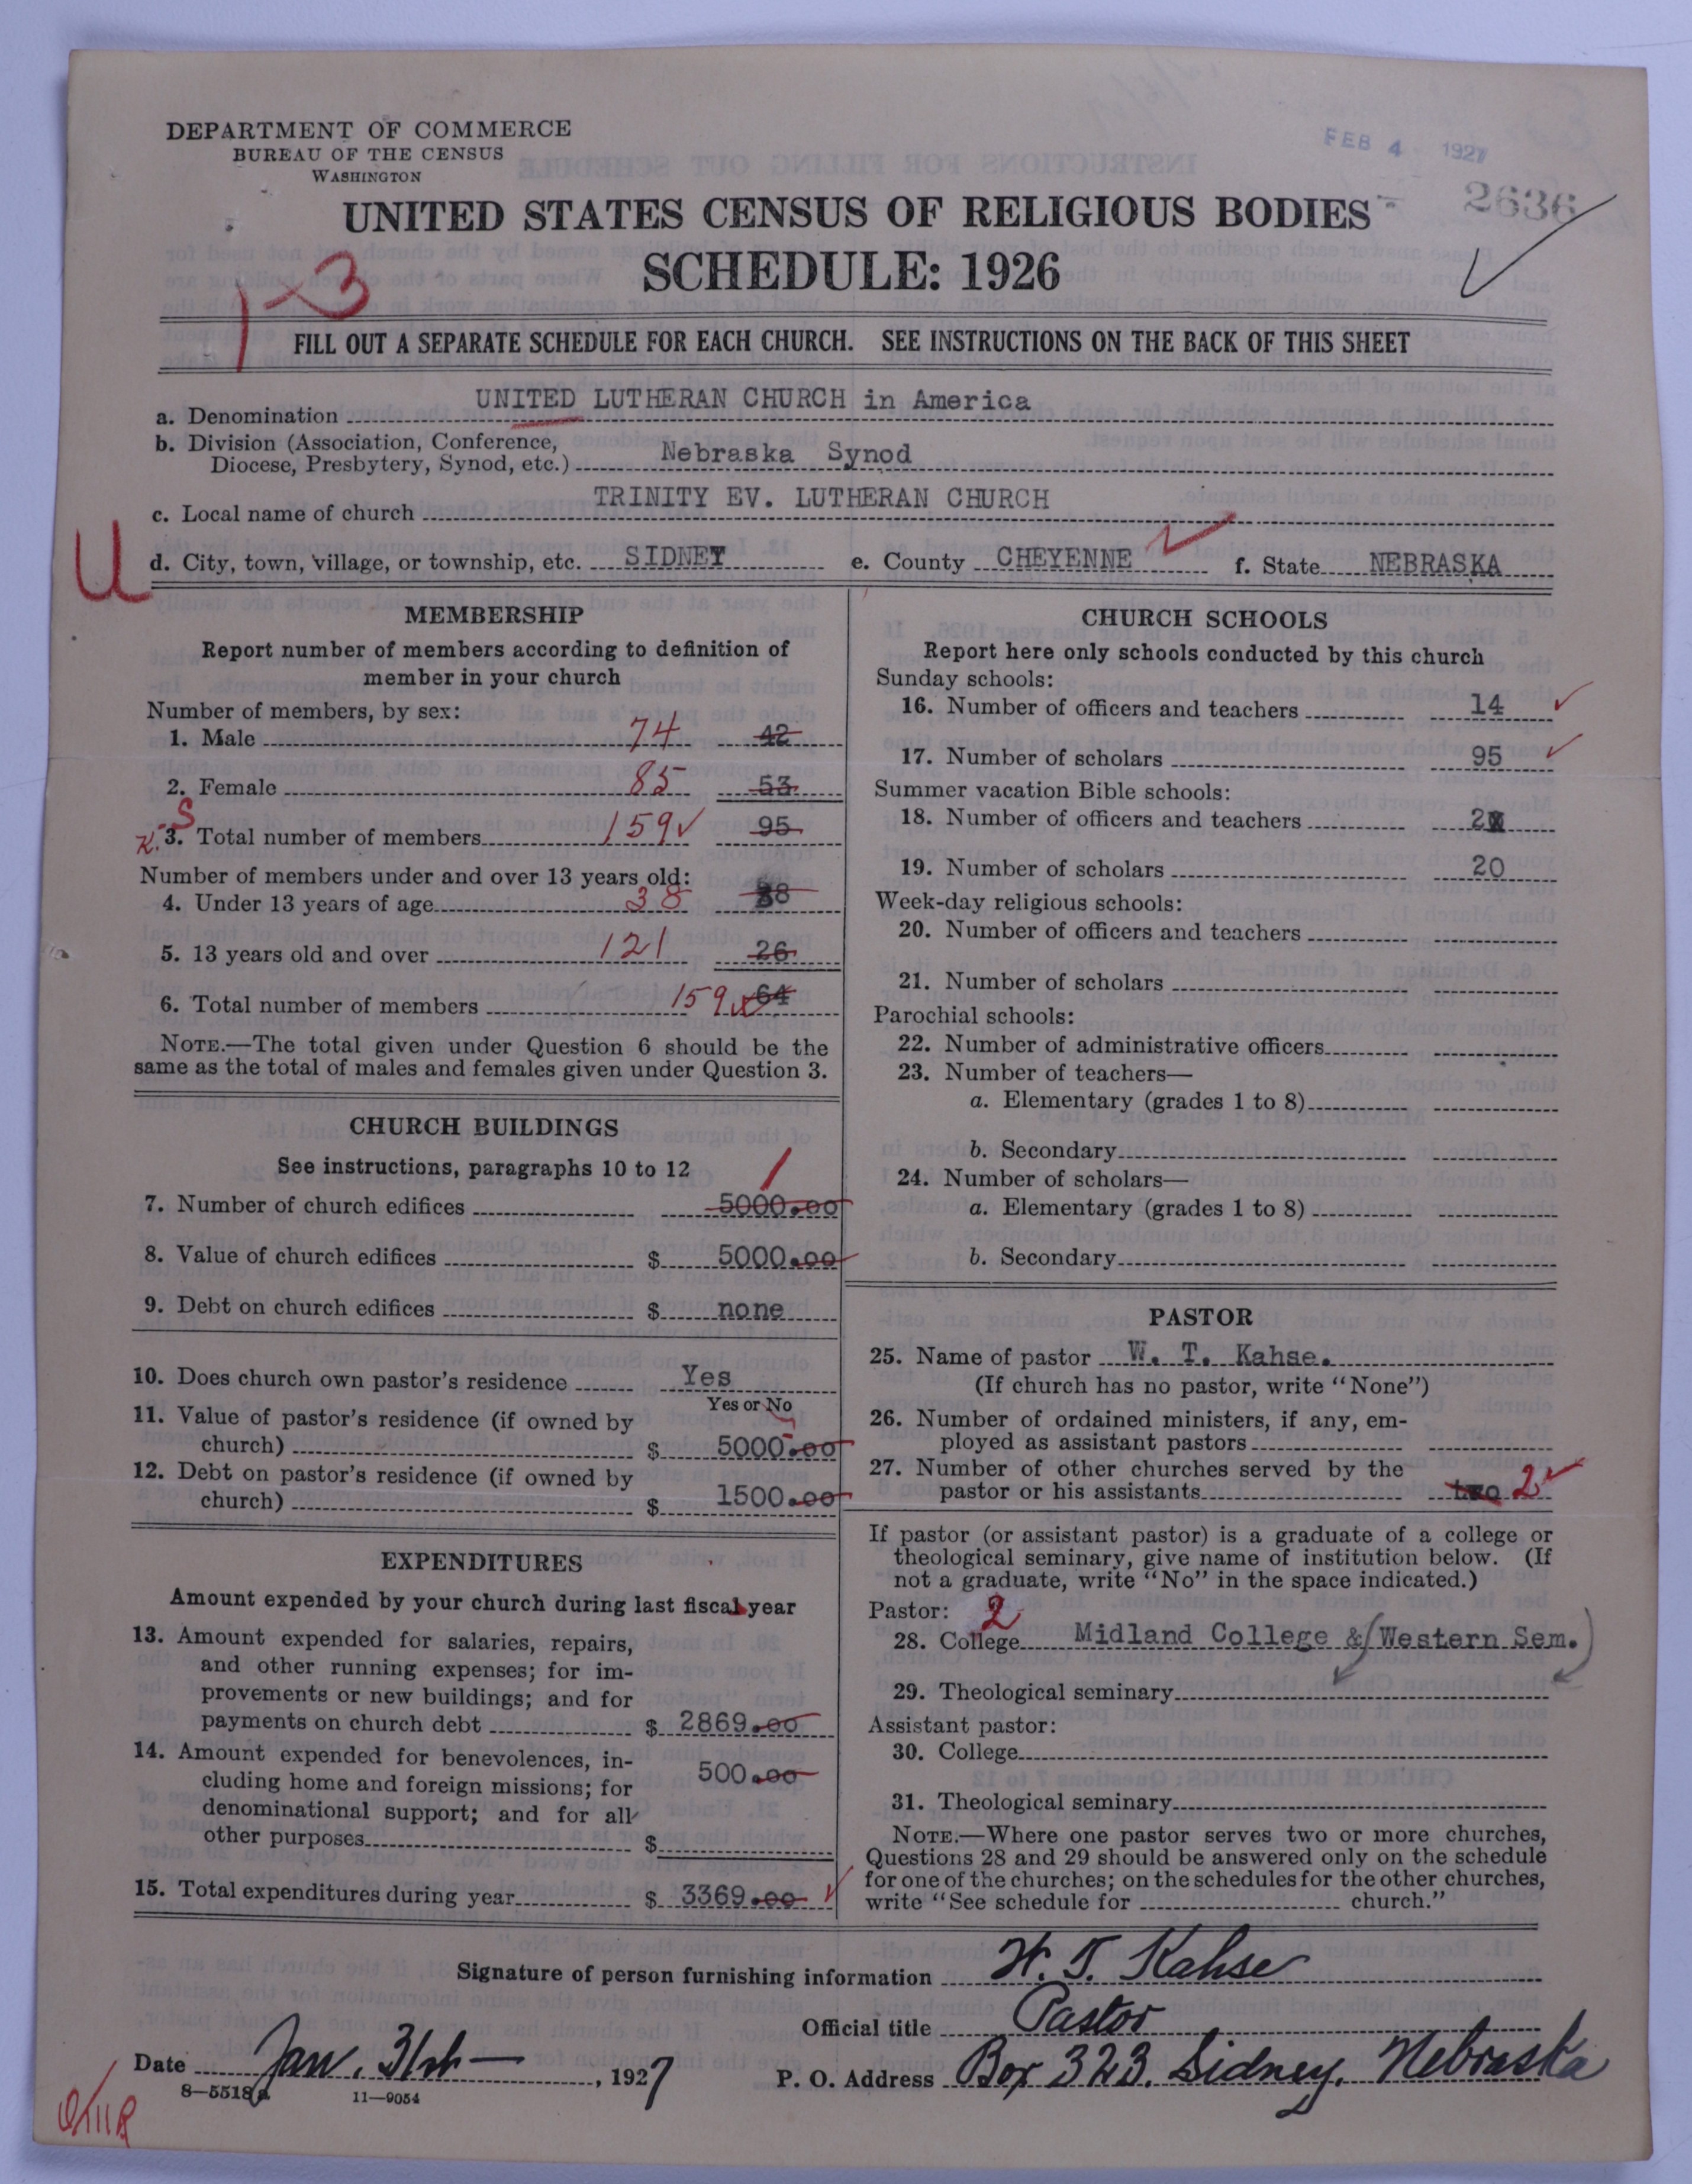 DEPARTMENT OF COMMERCE
BUREAU OF THE CENSUS
WASHINGTON
FEB 4 1927
2636
UNITED STATES CENSUS OF RELIGIOUS BODIES
SCHEDULE: 1926
1-3
FILL OUT A SEPARATE SCHEDULE FOR EACH CHURCH. SEE INSTRUCTIONS ON THE BACK OF THIS SHEET
a. Denomination UNITED LUTHERAN CHURCH in America
b. Division (Association, Conference,
Diocese, Presbytery, Synod, etc.) Nebraska Synod
c. Local name of church TRINITY EV. LUTHERAN CHURCH
U
d. City, town, village, or township, etc. SIDNEY e. County CHEYENNE f. State NEBRASKA
MEMBERSHIP
Report number of members according to definition of
member in your church
Number of members, by sex:
1. Male 74 42
2. Female 85 53
K. S 3. Total number of members 159 ✓ 95
Number of members under and over 13 years old:
4. Under 13 years of age 38 38
5. 13 years old and over 121 26
6. Total number of members 159 64
NOTE.—The total given under Question 6 should be the
same as the total of males and females given under Question 3.
CHURCH BUILDINGS
See instructions, paragraphs 10 to 12
7. Number of church edifices 1 5000.00
8. Value of church edifices $ 5000.00
9. Debt on church edifices $ none
10. Does church own pastor's residence Yes
Yes or No
11. Value of pastor's residence (if owned by
church) $ 5000.00
12. Debt on pastor's residence (if owned by
church) $ 1500.00
EXPENDITURES
Amount expended by your church during last fiscal year
13. Amount expended for salaries, repairs,
and other running expenses; for im-
provements or new buildings; and for
payments on church debt $ 2869.00
14. Amount expended for benevolences, in-
cluding home and foreign missions; for 500.00
denominational support; and for all
other purposes $
15. Total expenditures during year $ 3369.00 ✓
CHURCH SCHOOLS
Report here only schools conducted by this church
Sunday schools:
16. Number of officers and teachers 14 ✓
17. Number of scholars 95 ✓
Summer vacation Bible schools:
18. Number of officers and teachers 2
19. Number of scholars 20
Week-day religious schools:
20. Number of officers and teachers
21. Number of scholars
Parochial schools:
22. Number of administrative officers
23. Number of teachers—
a. Elementary (grades 1 to 8)
b. Secondary
24. Number of scholars—
a. Elementary (grades 1 to 8)
b. Secondary
PASTOR
25. Name of pastor W. T. Kahse.
(If church has no pastor, write "None")
26. Number of ordained ministers, if any, em-
ployed as assistant pastors
27. Number of other churches served by the
pastor or his assistants two 2 ✓
If pastor (or assistant pastor) is a graduate of a college or
theological seminary, give name of institution below. (If
not a graduate, write "No" in the space indicated.)
Pastor: 2
28. College Midland College & (Western Sem.)
29. Theological seminary
Assistant pastor:
30. College
31. Theological seminary
NOTE.—Where one pastor serves two or more churches,
Questions 28 and 29 should be answered only on the schedule
for one of the churches; on the schedules for the other churches,
write "See schedule for church."
Signature of person furnishing information W. T. Kahse
Official title Pastor
Date Jan. 31st — , 1927 P. O. Address Box 323, Sidney, Nebraska
8—5518a 11—9054